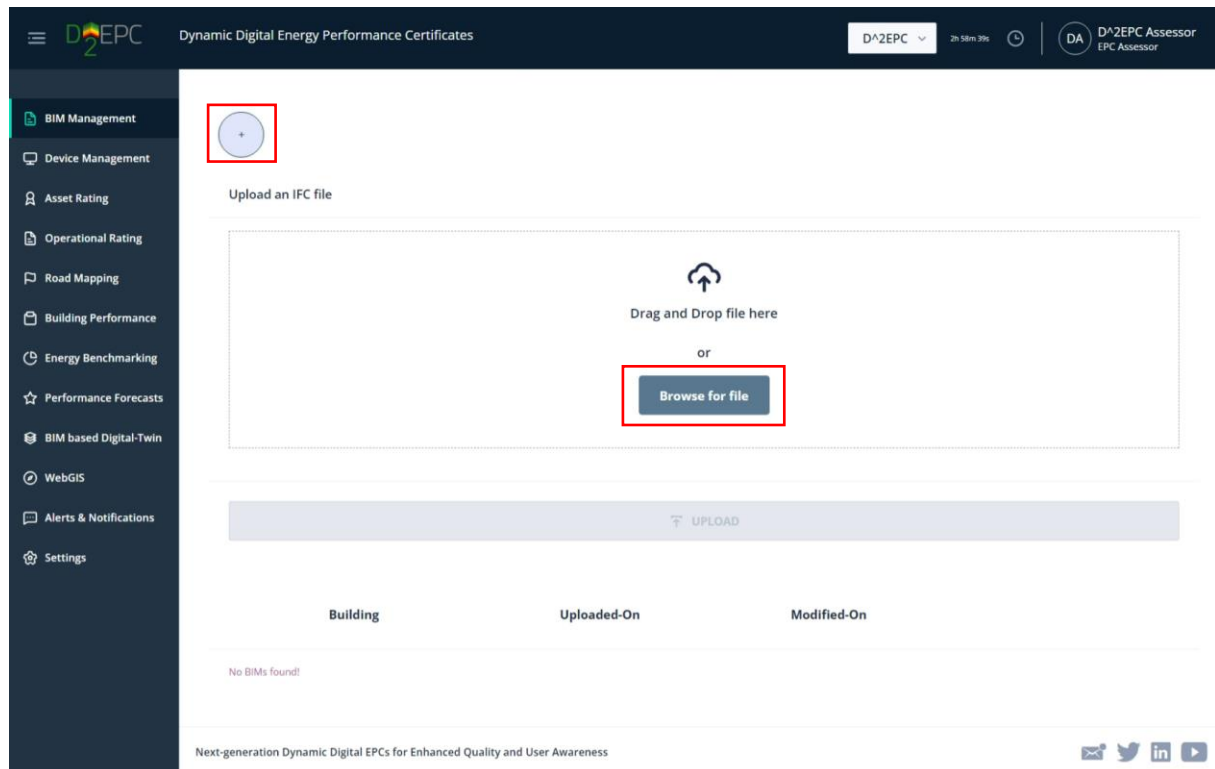 D^2EPC
Dynamic Digital Energy Performance Certificates
D^2EPC
2h 58m 39s
DA
D^2EPC Assessor
EPC Assessor
BIM Management
Device Management
Asset Rating
Operational Rating
Road Mapping
Building Performance
Energy Benchmarking
Performance Forecasts
BIM based Digital-Twin
WebGIS
Alerts & Notifications
Settings
+
Upload an IFC file
Drag and Drop file here
or
Browse for file
UPLOAD
Building Uploaded-On Modified-On
No BIMs found!
Next-generation Dynamic Digital EPCs for Enhanced Quality and User Awareness
in